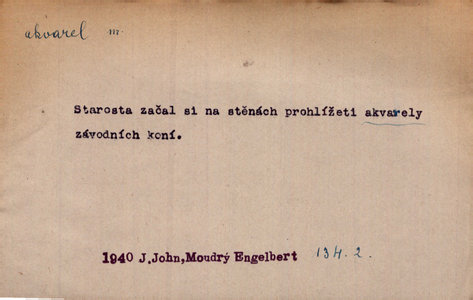 akvarel m.
Starosta začal si na stěnách prohlížeti akvarely
závodních koní.
1940 J.John,Moudrý Engelbert 134.2.